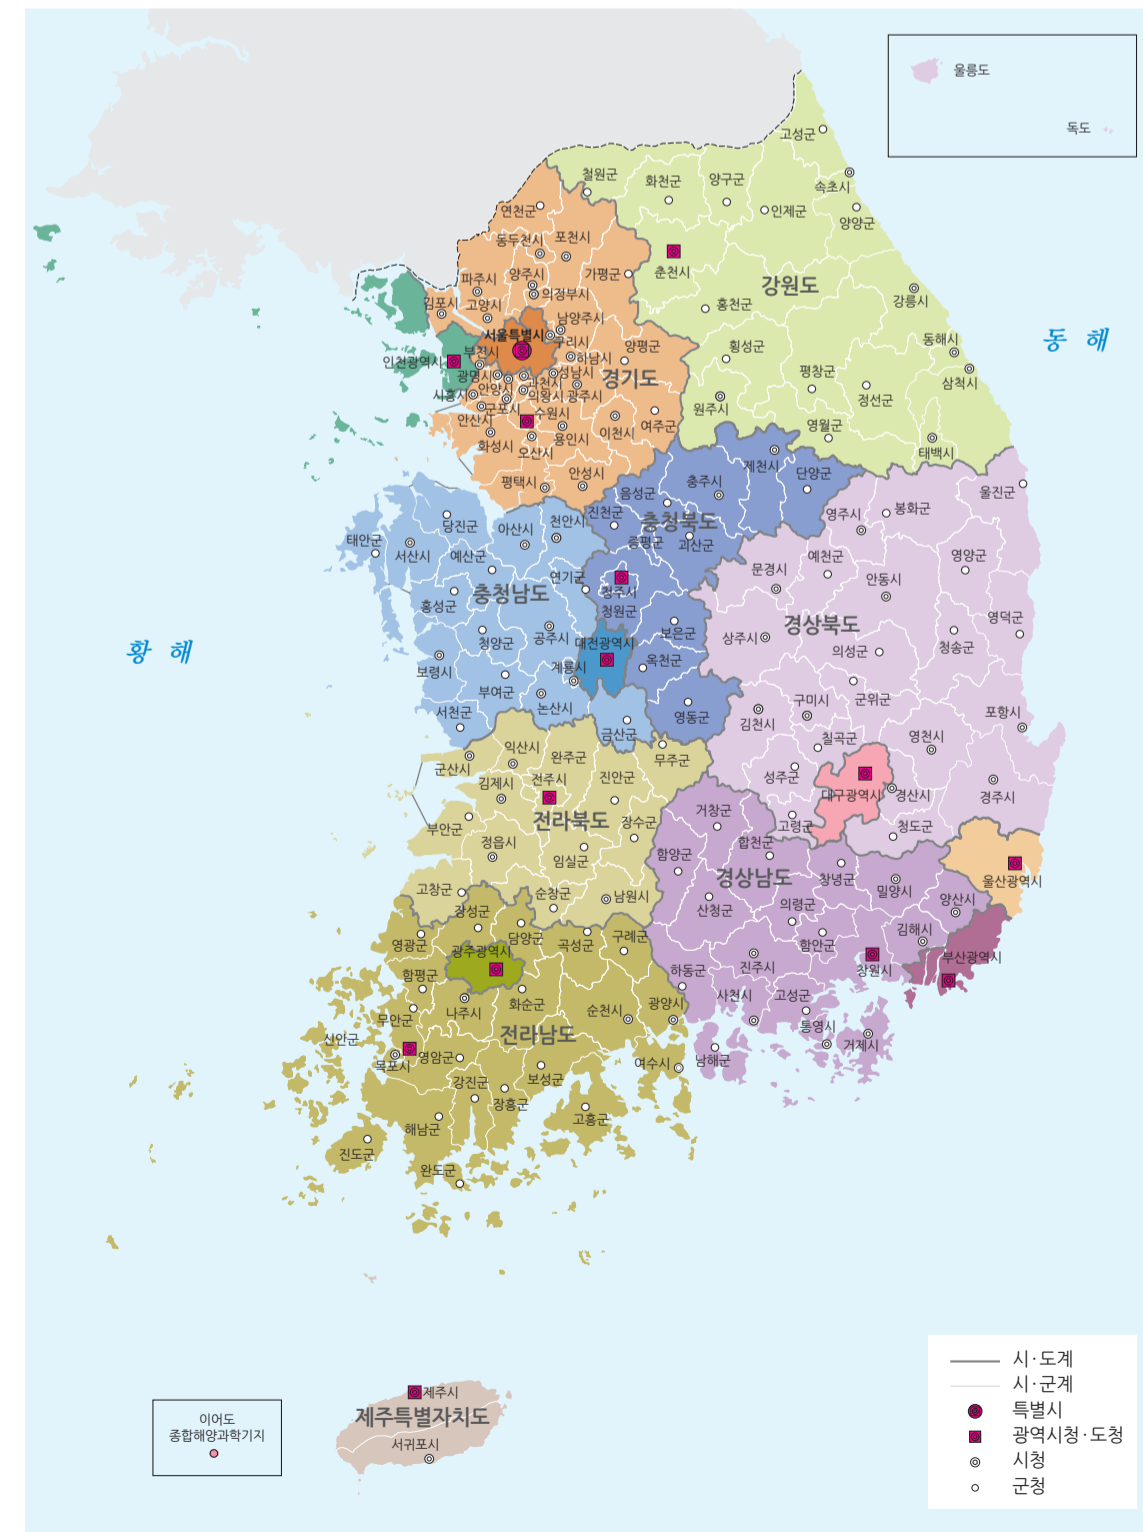 울릉도
독도
고성군
철원군
화천군
양구군
속초시
인제군
양양군
연천군
동두천시
포천시
춘천시
강원도
파주시
양주시
가평군
의정부시
김포시
고양시
홍천군
강릉시
남양주시
서울특별시
구리시
동해
인천광역시
부천시
하남시
양평군
횡성군
동해시
광명시
성남시
경기도
과천시
삼척시
시흥시
안양시
의왕시
광주시
평창군
정선군
군포시
수원시
원주시
안산시
이천시
여주군
영월군
화성시
오산시
용인시
태백시
평택시
안성시
제천시
단양군
음성군
충주시
울진군
당진군
아산시
천안시
진천군
충청북도
영주시
봉화군
태안군
서산시
예산군
증평군
괴산군
예천군
영양군
연기군
청주시
문경시
안동시
홍성군
충청남도
청원군
영덕군
청양군
공주시
대전광역시
보은군
상주시
경상북도
의성군
청송군
황해
보령시
계룡시
옥천군
부여군
논산시
구미시
군위군
서천군
금산군
영동군
김천시
포항시
익산시
완주군
무주군
칠곡군
영천시
군산시
김제시
전주시
진안군
성주군
대구광역시
경산시
경주시
부안군
전라북도
장수군
거창군
고령군
청도군
정읍시
임실군
함양군
합천군
경상남도
창녕군
밀양시
울산광역시
고창군
장성군
순창군
남원시
산청군
의령군
양산시
영광군
광주광역시
담양군
곡성군
구례군
함안군
김해시
부산광역시
함평군
하동군
진주시
창원시
무안군
나주시
화순군
순천시
광양시
사천시
고성군
신안군
전라남도
통영시
거제시
목포시
영암군
강진군
보성군
여수시
남해군
장흥군
해남군
고흥군
진도군
완도군
제주시
제주특별자치도
서귀포시
이어도
종합해양과학기지
시·도계
시·군계
특별시
광역시청·도청
시청
군청